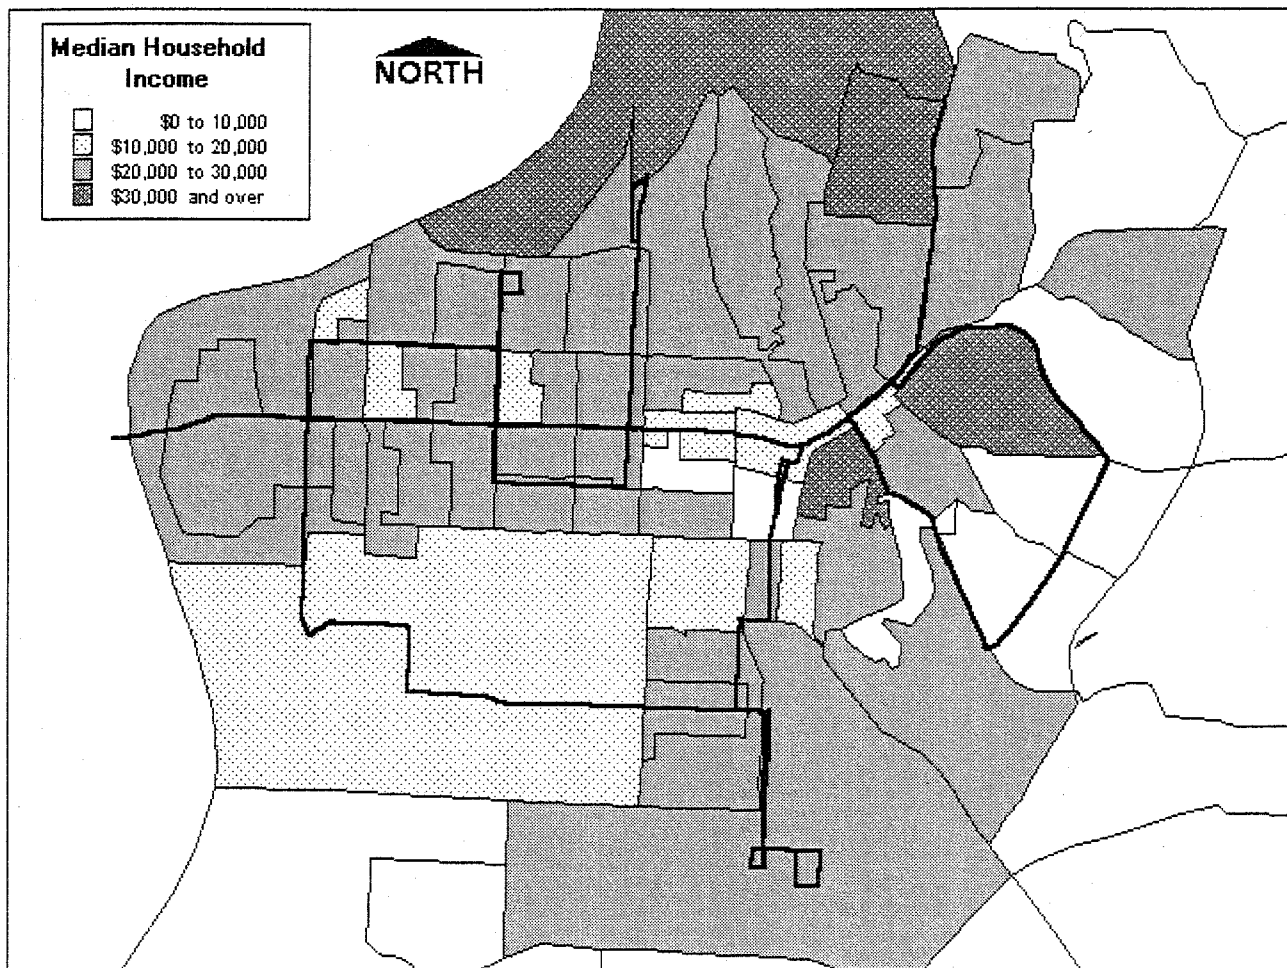 Median Household
Income
$0 to 10,000
$10,000 to 20,000
$20,000 to 30,000
$30,000 and over
NORTH